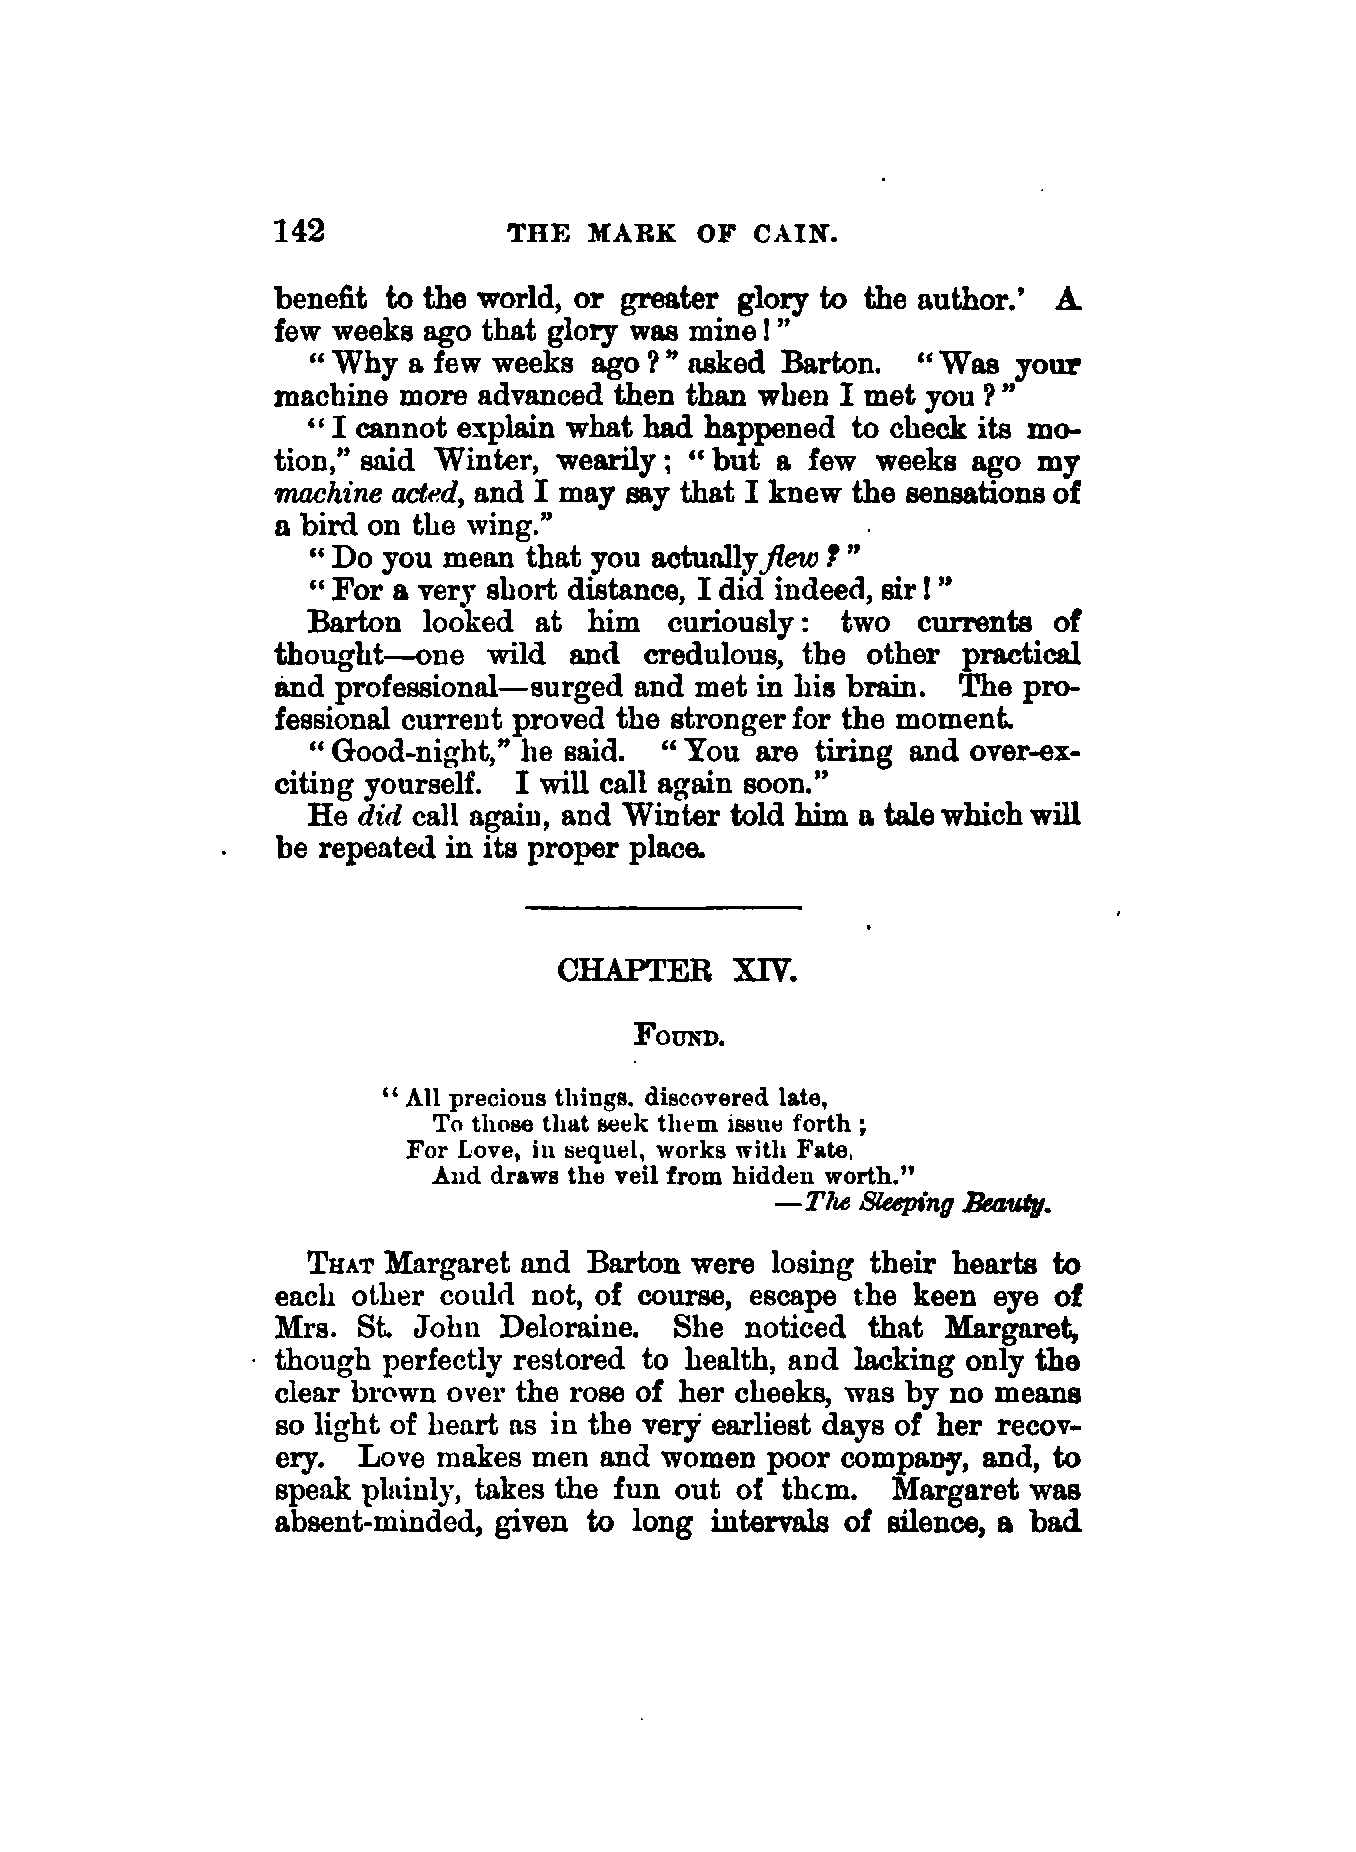 142 THE MARK OF CAIN.
benefit to the world, or greater glory to the author.' A
few weeks ago that glory was mine!"
"Why a few weeks ago?" asked Barton. "Was your
machine more advanced then than when I met you?"
"I cannot explain what had happened to check its mo-
tion," said Winter, wearily; "but a few weeks ago my
machine acted, and I may say that I knew the sensations of
a bird on the wing."
"Do you mean that you actually flew?"
"For a very short distance, I did indeed, sir!"
Barton looked at him curiously: two currents of
thought—one wild and credulous, the other practical
and professional—surged and met in his brain. The pro-
fessional current proved the stronger for the moment.
"Good-night," he said. "You are tiring and over-ex-
citing yourself. I will call again soon."
He did call again, and Winter told him a tale which will
be repeated in its proper place.
CHAPTER XIV.
FOUND.
"All precious things, discovered late,
To those that seek them issue forth;
For Love, in sequel, works with Fate,
And draws the veil from hidden worth."
—The Sleeping Beauty.
THAT Margaret and Barton were losing their hearts to
each other could not, of course, escape the keen eye of
Mrs. St. John Deloraine. She noticed that Margaret,
though perfectly restored to health, and lacking only the
clear brown over the rose of her cheeks, was by no means
so light of heart as in the very earliest days of her recov-
ery. Love makes men and women poor company, and, to
speak plainly, takes the fun out of them. Margaret was
absent-minded, given to long intervals of silence, a bad